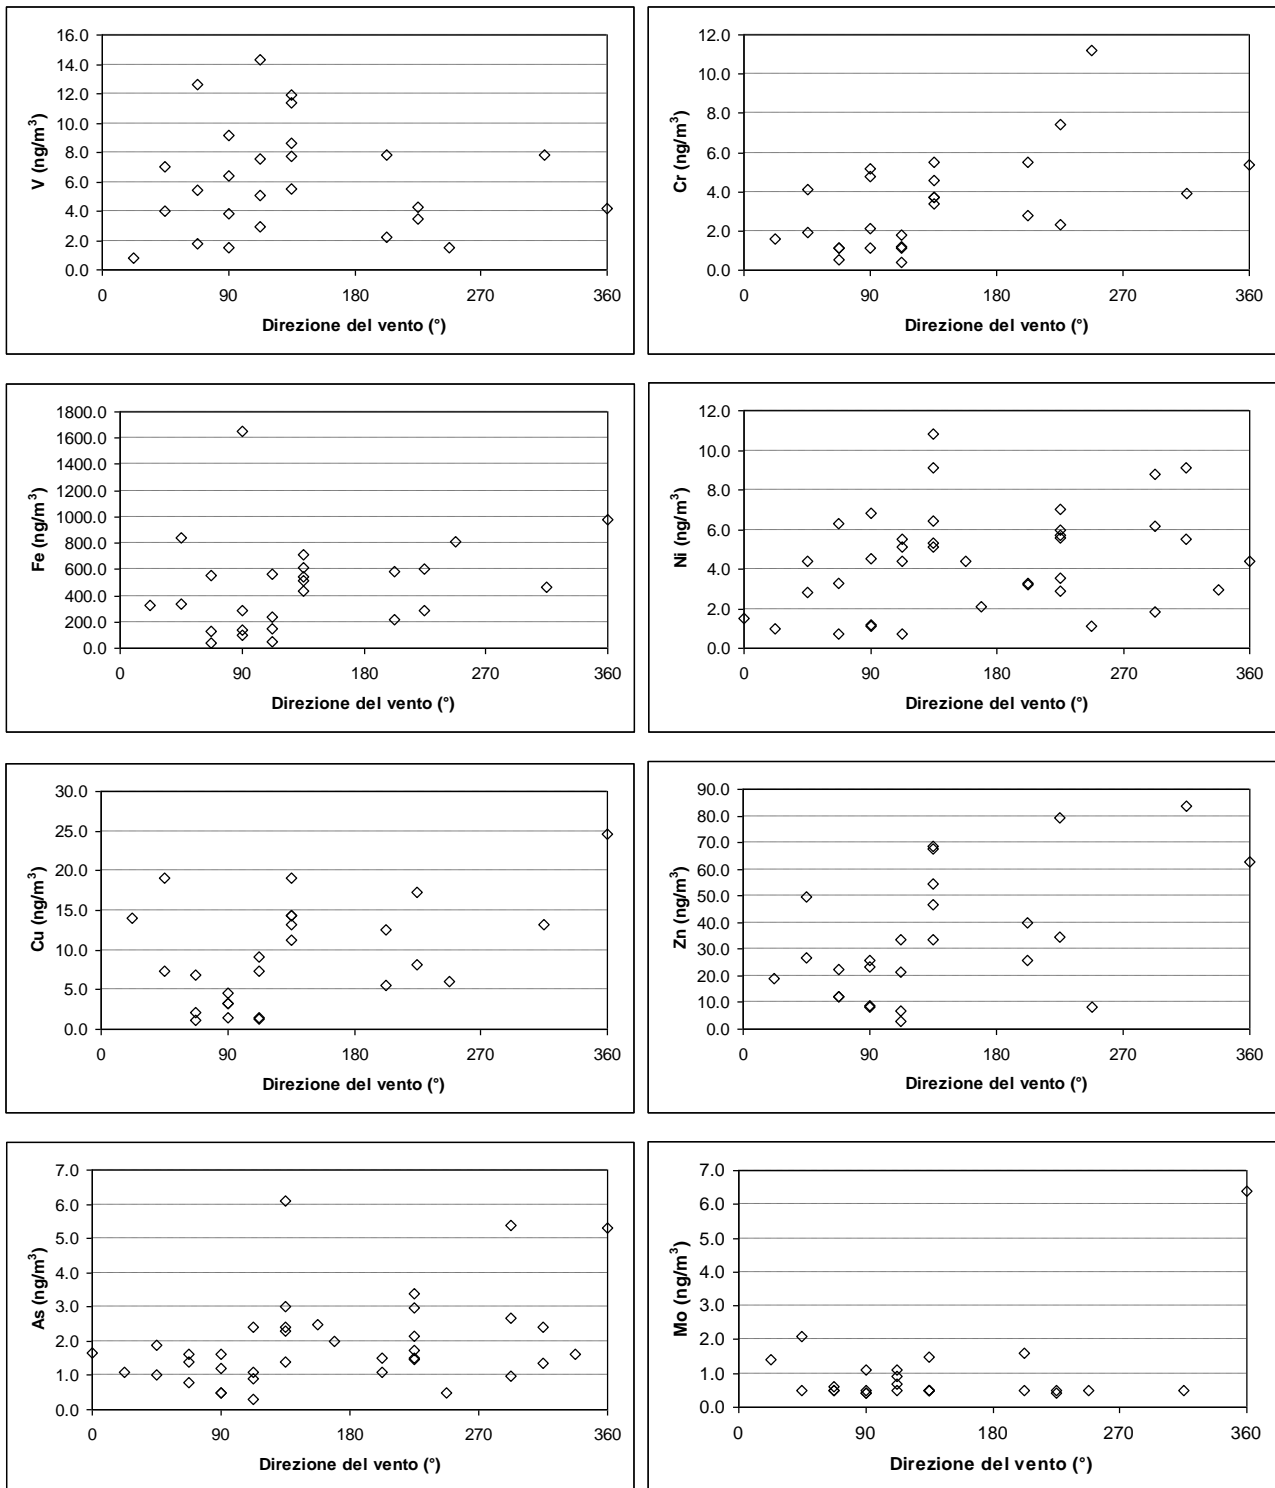 16.0
14.0
12.0
10.0
8.0
6.0
4.0
2.0
0.0
V (ng/m³)
0 90 180 270 360
Direzione del vento (°)
12.0
10.0
8.0
6.0
4.0
2.0
0.0
Cr (ng/m³)
0 90 180 270 360
Direzione del vento (°)
1800.0
1600.0
1400.0
1200.0
1000.0
800.0
600.0
400.0
200.0
0.0
Fe (ng/m³)
0 90 180 270 360
Direzione del vento (°)
12.0
10.0
8.0
6.0
4.0
2.0
0.0
Ni (ng/m³)
0 90 180 270 360
Direzione del vento (°)
30.0
25.0
20.0
15.0
10.0
5.0
0.0
Cu (ng/m³)
0 90 180 270 360
Direzione del vento (°)
90.0
80.0
70.0
60.0
50.0
40.0
30.0
20.0
10.0
0.0
Zn (ng/m³)
0 90 180 270 360
Direzione del vento (°)
7.0
6.0
5.0
4.0
3.0
2.0
1.0
0.0
As (ng/m³)
0 90 180 270 360
Direzione del vento (°)
7.0
6.0
5.0
4.0
3.0
2.0
1.0
0.0
Mo (ng/m³)
0 90 180 270 360
Direzione del vento (°)